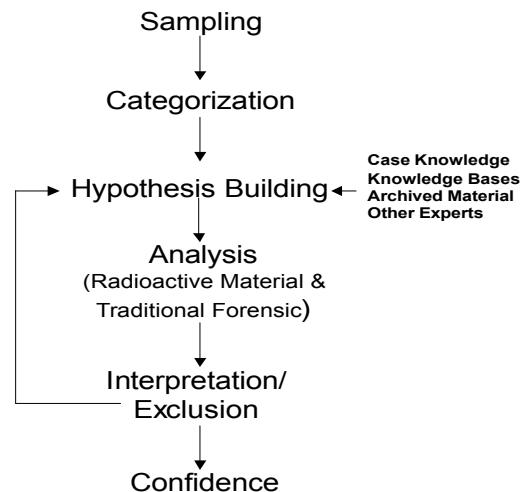 Sampling
Categorization
Hypothesis Building
Case Knowledge
Knowledge Bases
Archived Material
Other Experts
Analysis
(Radioactive Material &
Traditional Forensic)
Interpretation/
Exclusion
Confidence